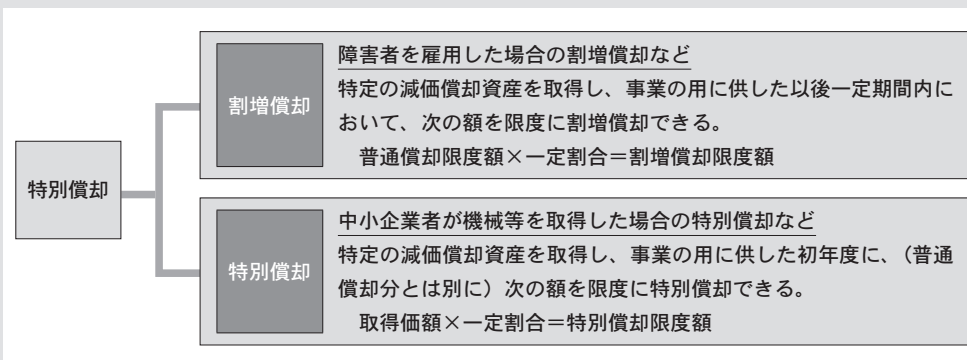 特別償却
割増償却
障害者を雇用した場合の割増償却など
特定の減価償却資産を取得し、事業の用に供した以後一定期間内に
おいて、次の額を限度に割増償却できる。
普通償却限度額×一定割合＝割増償却限度額
特別償却
中小企業者が機械等を取得した場合の特別償却など
特定の減価償却資産を取得し、事業の用に供した初年度に、（普通
償却分とは別に）次の額を限度に特別償却できる。
取得価額×一定割合＝特別償却限度額